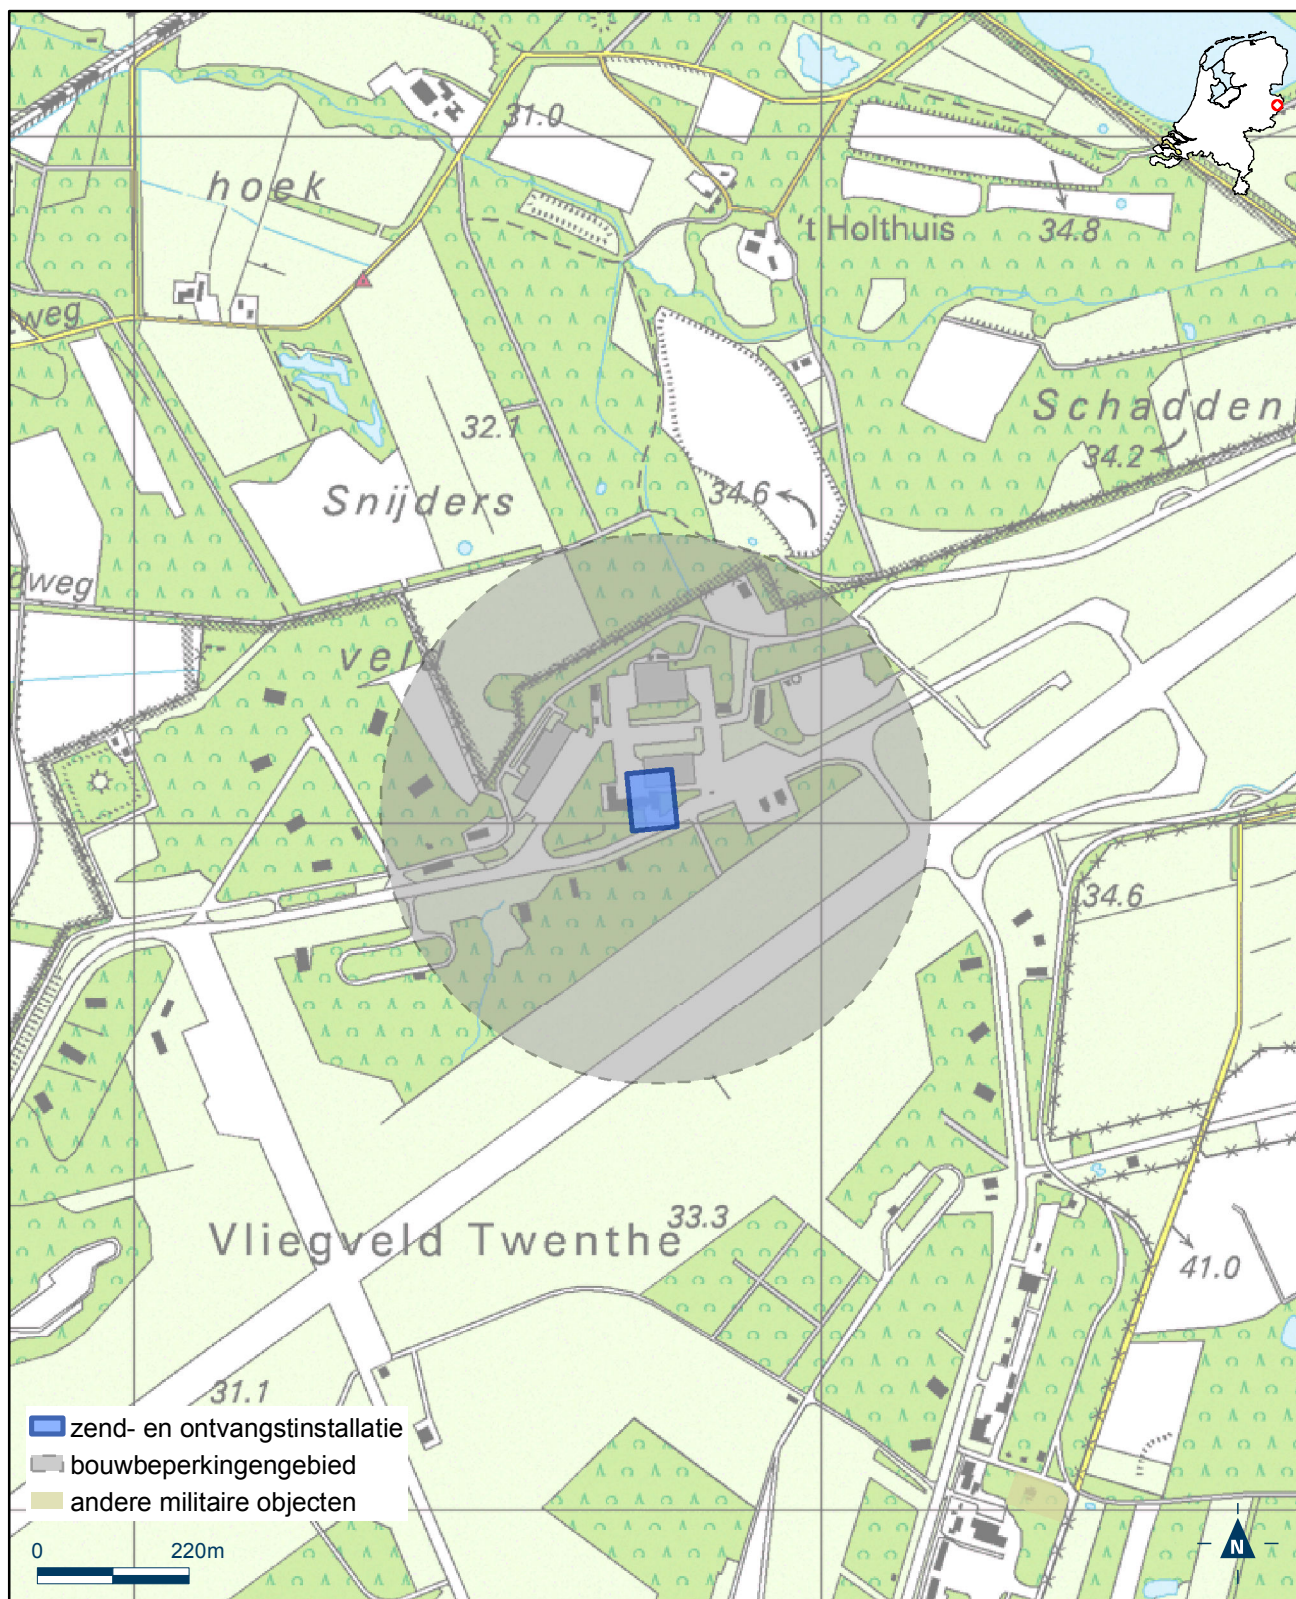 31.0
hoek
't Holthuis
34.8
weg
Schadden
32.1
34.2
34.6
Snijders
dweg
veld
34.6
33.3
Vliegveld Twenthe
41.0
31.1
zend- en ontvangstinstallatie
bouwbeperkingengebied
andere militaire objecten
0 220m
N